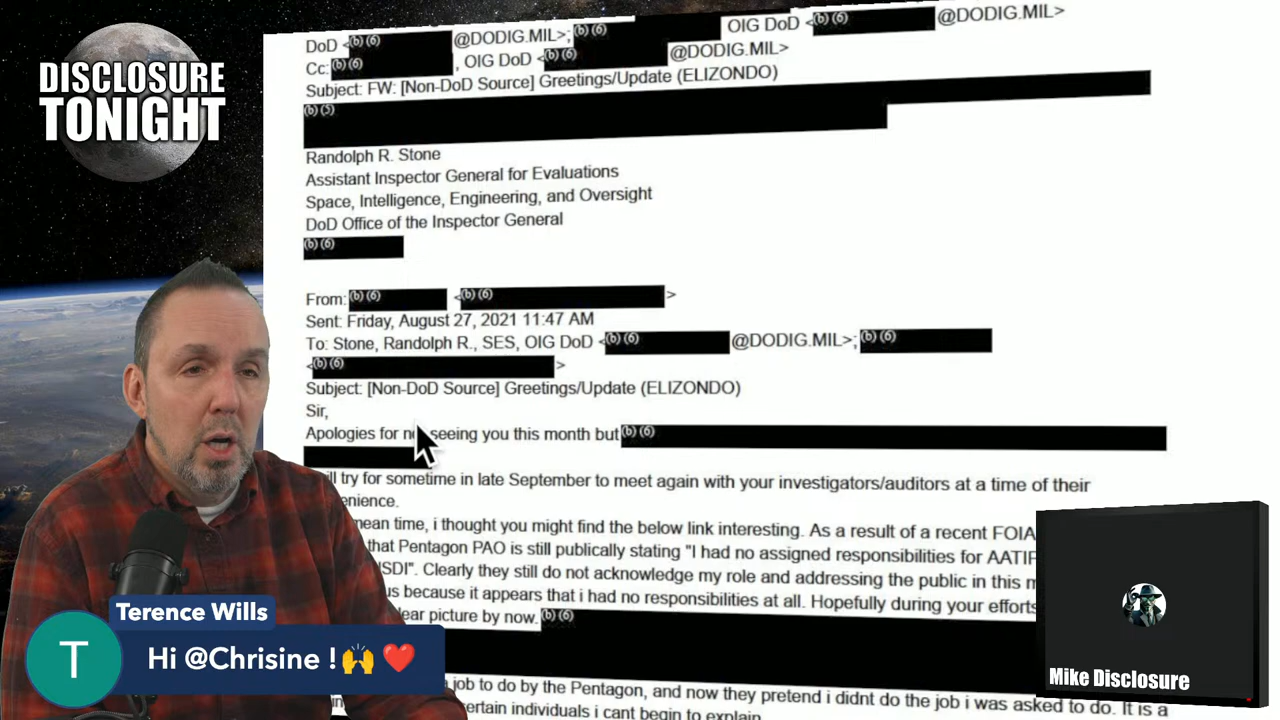 DISCLOSURE
TONIGHT
DoD <(b) (6) @DODIG.MIL>; (b) (6) OIG DoD <(b) (6) @DODIG.MIL>
Cc: (b) (6) , OIG DoD <(b) (6) @DODIG.MIL>
Subject: FW: [Non-DoD Source] Greetings/Update (ELIZONDO)
(b) (5)
Randolph R. Stone
Assistant Inspector General for Evaluations
Space, Intelligence, Engineering, and Oversight
DoD Office of the Inspector General
(b) (6)
From: (b) (6) <(b) (6) >
Sent: Friday, August 27, 2021 11:47 AM
To: Stone, Randolph R., SES, OIG DoD <(b) (6) @DODIG.MIL>; (b) (6)
<(b) (6) >
Subject: [Non-DoD Source] Greetings/Update (ELIZONDO)
Sir,
Apologies for seeing you this month but (b) (6)
try for sometime in late September to meet again with your investigators/auditors at a time of their
mean time, i thought you might find the below link interesting. As a result of a recent FOIA
that Pentagon PAO is still publically stating "I had no assigned responsibilities for
Clearly they still do not acknowledge my role and addressing the public in this
because it appears that i had no responsibilities at all. Hopefully during your efforts
picture by now. (b) (6)
job to do by the Pentagon, and now they pretend i didnt do the job i was asked to do. It is a
individuals i cant begin to explain
Terence Wills
T
Hi @Chrisine ! 🙌 ❤️
Mike Disclosure